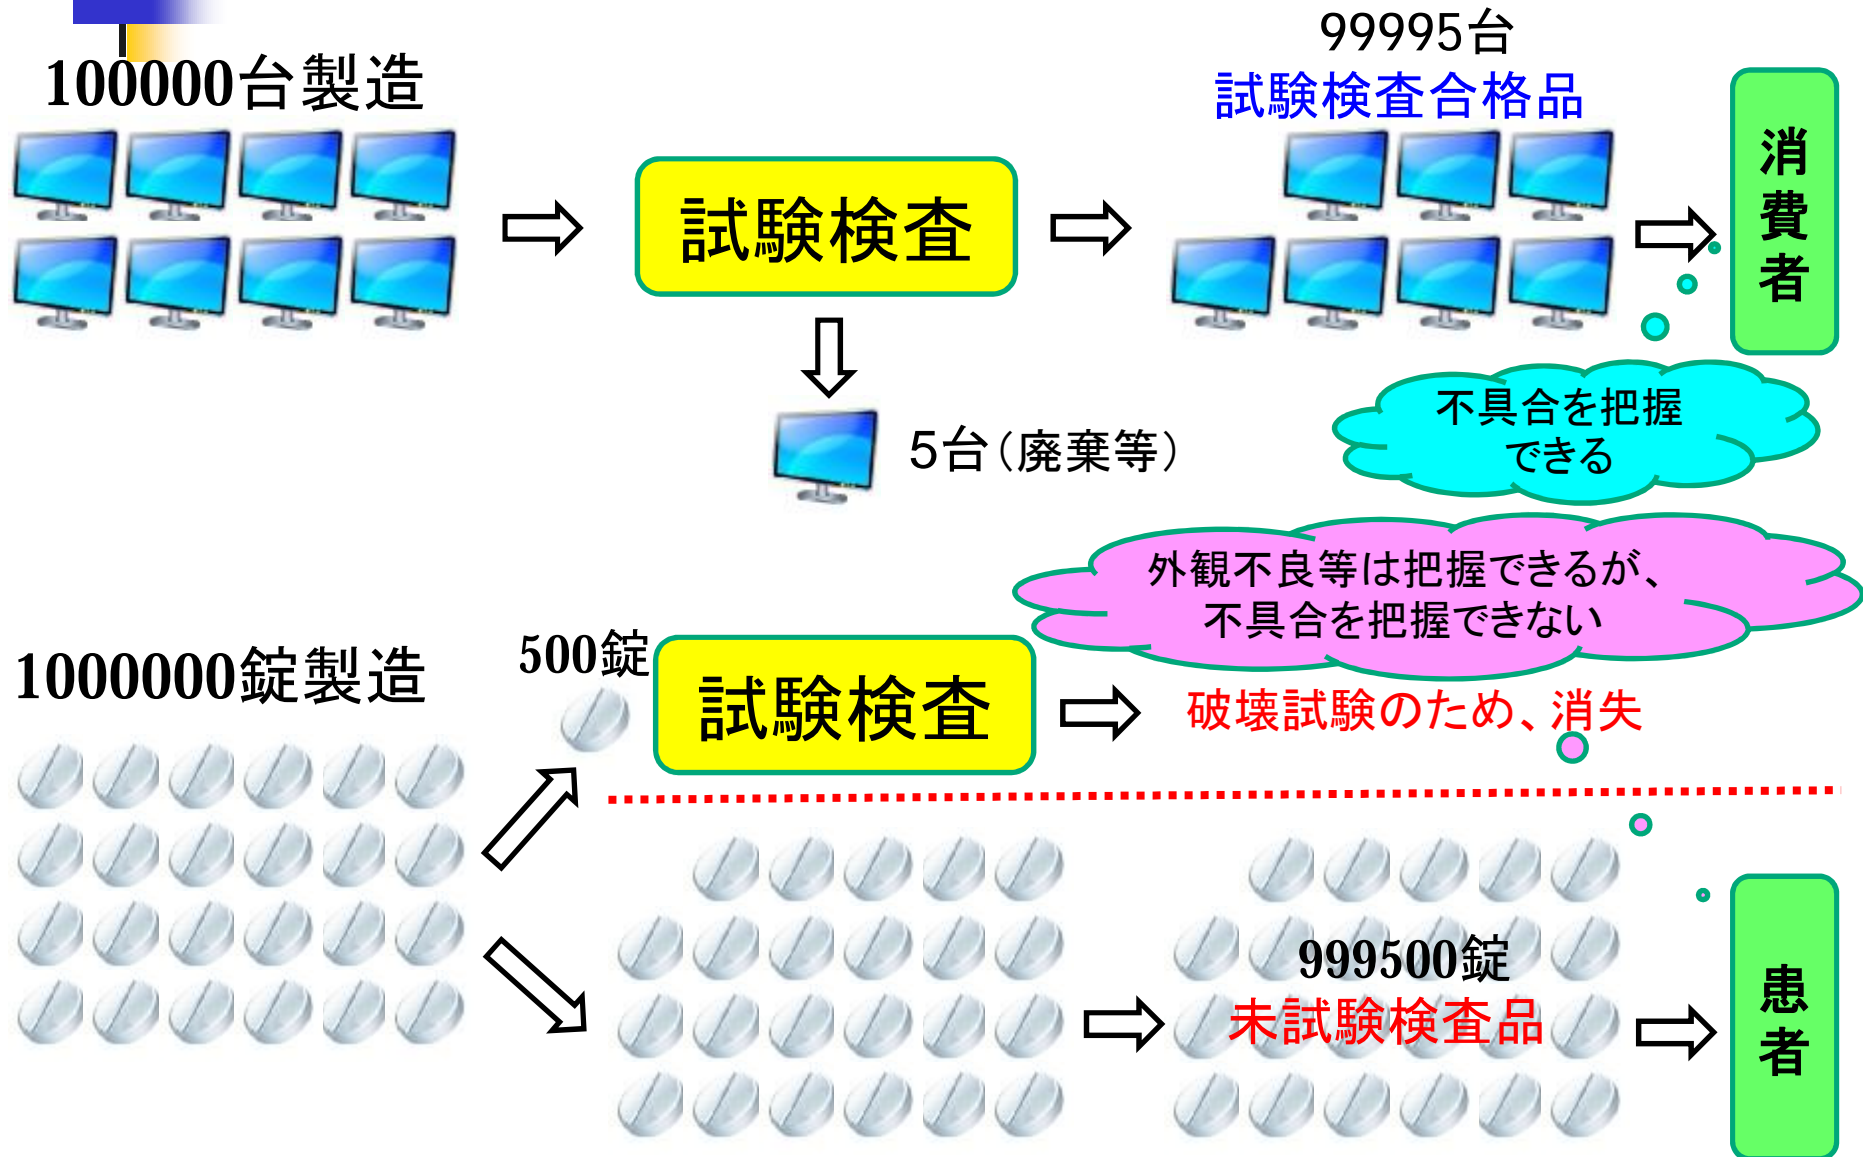 100000台製造
99995台
試験検査合格品
試験検査
消費者
5台（廃棄等）
不具合を把握
できる
外観不良等は把握できるが、
不具合を把握できない
1000000錠製造
500錠
試験検査
破壊試験のため、消失
999500錠
未試験検査品
患者